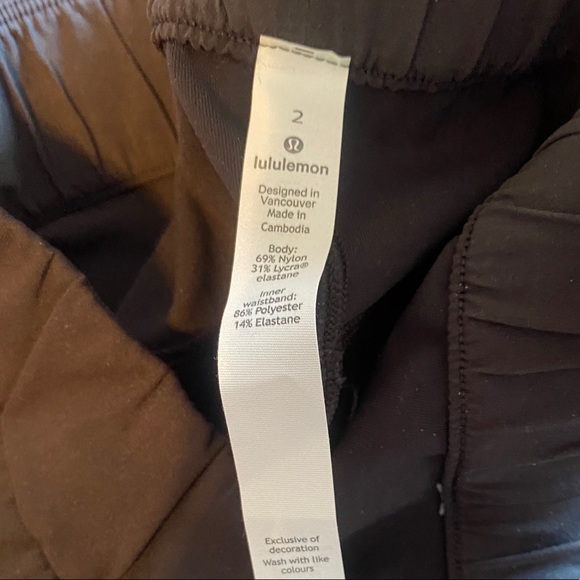 2
lululemon
Designed in
Vancouver
Made in
Cambodia
Body:
69% Nylon
31% Lycra®
elastane
Inner
waistband:
86% Polyester
14% Elastane
Exclusive of
decoration
Wash with like
colours